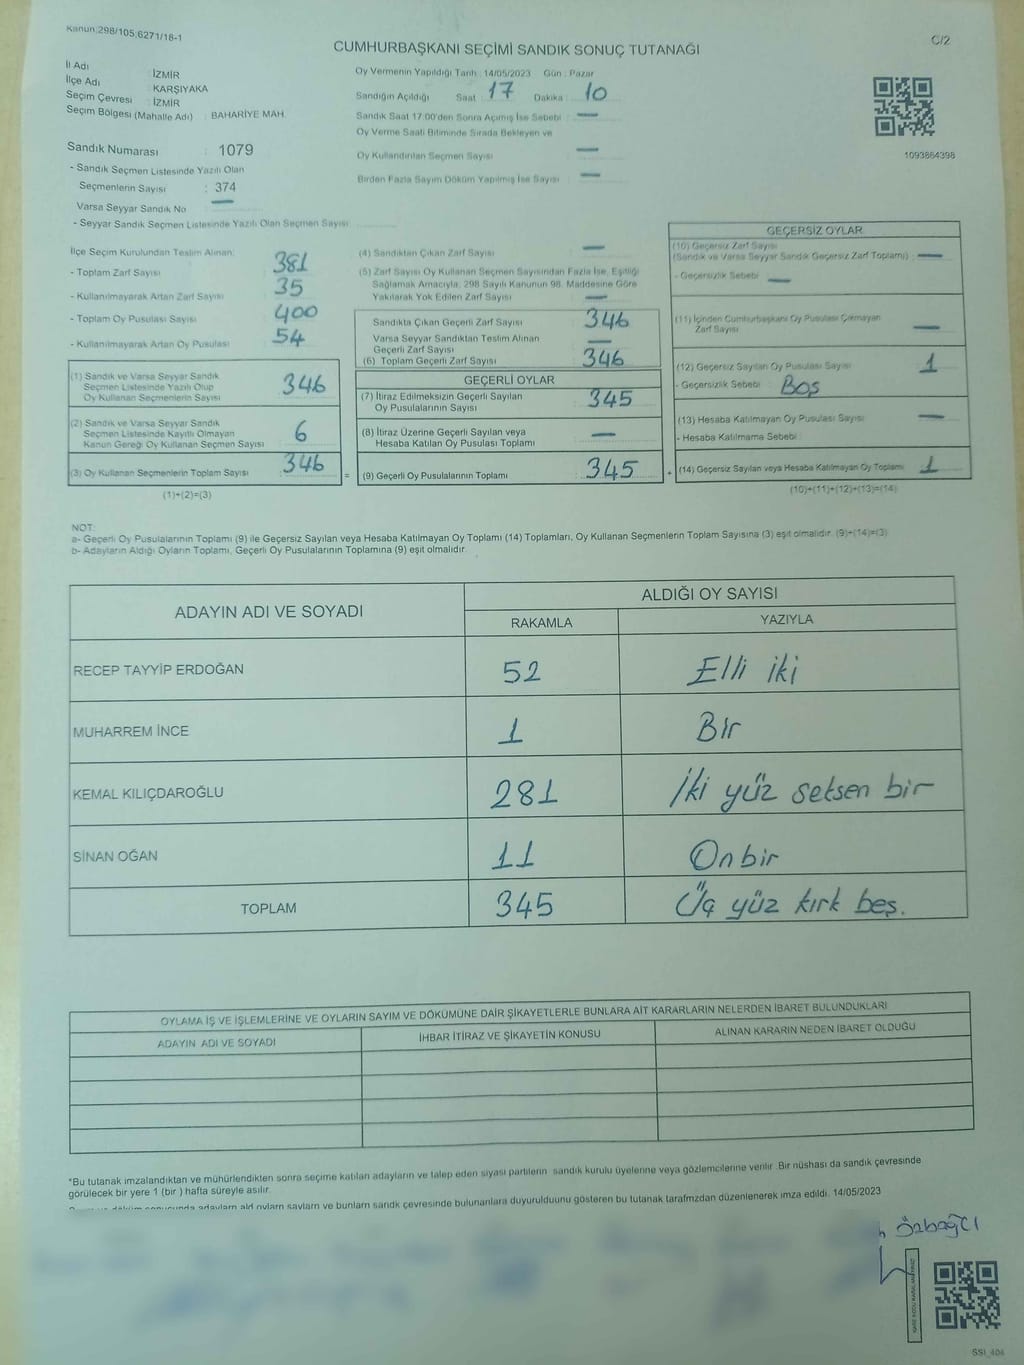 Kanun:298/105;6271/18-1
C/2
CUMHURBAŞKANI SEÇİMİ SANDIK SONUÇ TUTANAĞI
İl Adı : İZMİR
İlçe Adı : KARŞIYAKA
Seçim Çevresi : İZMİR
Seçim Bölgesi (Mahalle Adı) : BAHARİYE MAH.
Oy Vermenin Yapıldığı Tarih : 14/05/2023 Gün : Pazar
Sandığın Açıldığı Saat : 17 Dakika : 10
Sandık Saat 17:00'den Sonra Açımış İse Sebebi : —
Oy Verme Saati Bitiminde Sırada Bekleyen ve
Oy Kullandırılan Seçmen Sayısı : —
Birden Fazla Sayım Döküm Yapılmış İse Sayısı : —
1093864398
Sandık Numarası : 1079
- Sandık Seçmen Listesinde Yazılı Olan
Seçmenlerin Sayısı : 374
Varsa Seyyar Sandık No : —
- Seyyar Sandık Seçmen Listesinde Yazılı Olan Seçmen Sayısı :
İlçe Seçim Kurulundan Teslim Alınan:
- Toplam Zarf Sayısı : 381
- Kullanılmayarak Artan Zarf Sayısı : 35
- Toplam Oy Pusulası Sayısı : 400
- Kullanılmayarak Artan Oy Pusulası : 54
(1) Sandık ve Varsa Seyyar Sandık
Seçmen Listesinde Yazılı Olup
Oy Kullanan Seçmenlerin Sayısı 346
(2) Sandık ve Varsa Seyyar Sandık
Seçmen Listesinde Kayıtlı Olmayan
Kanun Gereği Oy Kullanan Seçmen Sayısı 6
(3) Oy Kullanan Seçmenlerin Toplam Sayısı 346
(1)+(2)=(3)
=
(4) Sandıktan Çıkan Zarf Sayısı : —
(5) Zarf Sayısı Oy Kullanan Seçmen Sayısından Fazla İse, Eşitliği
Sağlamak Amacıyla, 298 Sayılı Kanunun 98. Maddesine Göre
Yakılarak Yok Edilen Zarf Sayısı : —
Sandıkta Çıkan Geçerli Zarf Sayısı : 346
Varsa Seyyar Sandıktan Teslim Alınan
Geçerli Zarf Sayısı : —
(6) Toplam Geçerli Zarf Sayısı : 346
GEÇERLİ OYLAR
(7) İtiraz Edilmeksizin Geçerli Sayılan
Oy Pusulalarının Sayısı : 345
(8) İtiraz Üzerine Geçerli Sayılan veya
Hesaba Katılan Oy Pusulası Toplamı : —
(9) Geçerli Oy Pusulalarının Toplamı : 345
+
GEÇERSİZ OYLAR
(10) Geçersiz Zarf Sayısı
(Sandık ve Varsa Seyyar Sandık Geçersiz Zarf Toplamı) : —
- Geçersizlik Sebebi : —
(11) İçinden Cumhurbaşkanı Oy Pusulası Çıkmayan
Zarf Sayısı : —
(12) Geçersiz Sayılan Oy Pusulası Sayısı : 1
- Geçersizlik Sebebi : Boş
(13) Hesaba Katılmayan Oy Pusulası Sayısı : —
- Hesaba Katılmama Sebebi :
(14) Geçersiz Sayılan veya Hesaba Katılmayan Oy Toplamı : 1
(10)+(11)+(12)+(13)=(14)
NOT:
a- Geçerli Oy Pusulalarının Toplamı (9) ile Geçersiz Sayılan veya Hesaba Katılmayan Oy Toplamı (14) Toplamları, Oy Kullanan Seçmenlerin Toplam Sayısına (3) eşit olmalıdır. (9)+(14)=(3)
b- Adayların Aldığı Oyların Toplamı, Geçerli Oy Pusulalarının Toplamına (9) eşit olmalıdır.
ADAYIN ADI VE SOYADI
ALDIĞI OY SAYISI
RAKAMLA YAZIYLA
RECEP TAYYİP ERDOĞAN 52 Elli iki
MUHARREM İNCE 1 Bir
KEMAL KILIÇDAROĞLU 281 İki yüz seksen bir
SİNAN OĞAN 11 On bir
TOPLAM 345 Üç yüz kırk beş.
OYLAMA İŞ VE İŞLEMLERİNE VE OYLARIN SAYIM VE DÖKÜMÜNE DAİR ŞİKAYETLERLE BUNLARA AİT KARARLARIN NELERDEN İBARET BULUNDUKLARI
ADAYIN ADI VE SOYADI İHBAR İTİRAZ VE ŞİKAYETİN KONUSU ALINAN KARARIN NEDEN İBARET OLDUĞU
*Bu tutanak imzalandıktan ve mühürlendikten sonra seçime katılan adayların ve talep eden siyasi partilerin sandık kurulu üyelerine veya gözlemcilerine verilir. Bir nüshası da sandık çevresinde
görülecek bir yere 1 (bir ) hafta süreyle asılır.
sonucunda adayların ald oyların sayları ve bunların sandk çevresinde bulunanlara duyurulduunu gösteren bu tutanak tarafmzdan düzenlenerek imza edildi. 14/05/2023
Özbağcı
SSI_404